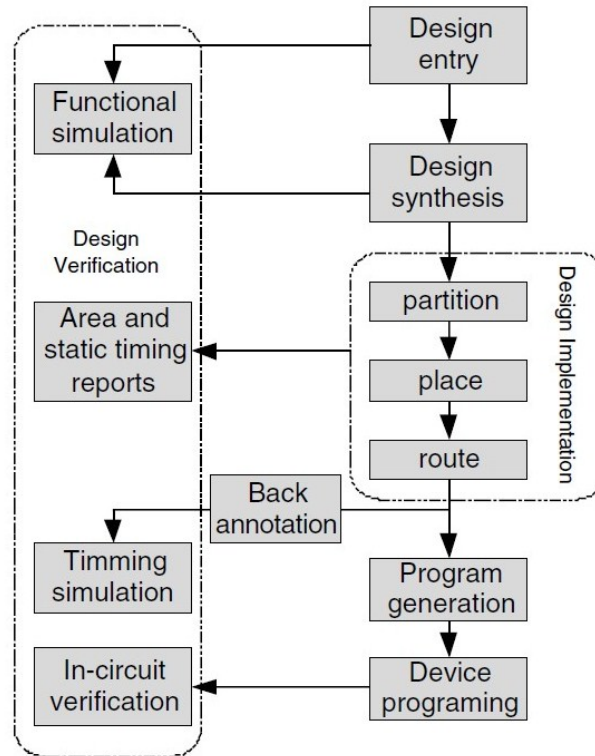 Design
entry
Functional
simulation
Design
synthesis
Design
Verification
partition
Area and
static timing
reports
place
Design Implementation
route
Back
annotation
Timming
simulation
Program
generation
In-circuit
verification
Device
programing